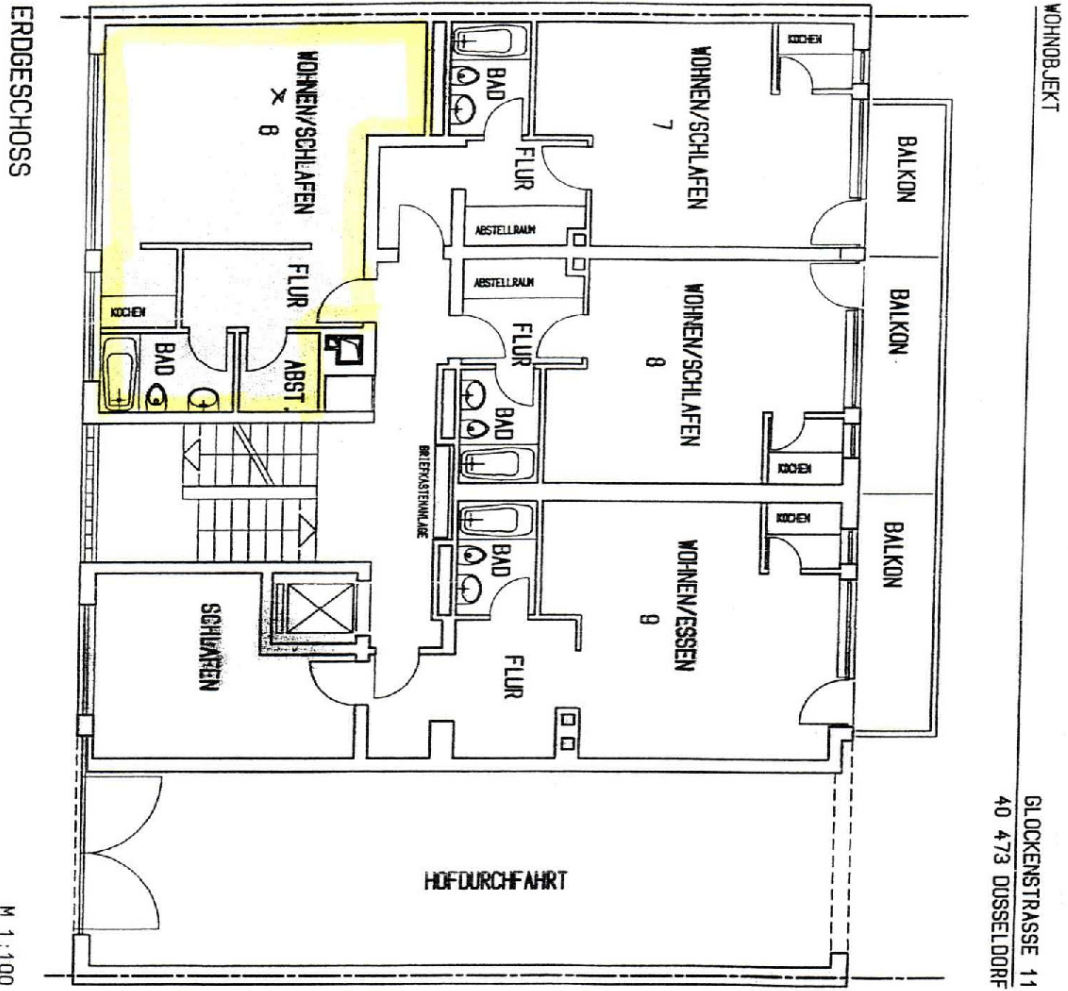 WOHNOBJEKT
GLOCKENSTRASSE 11
40 473 DÜSSELDORF
BALKON
BALKON
BALKON
KOCHEN
WOHNEN/SCHLAFEN
7
BAD
FLUR
ABSTELLRAUM
ABSTELLRAUM
FLUR
BAD
WOHNEN/SCHLAFEN
8
KOCHEN
KOCHEN
WOHNEN/ESSEN
9
BAD
FLUR
BRIEFKASTENANLAGE
WOHNEN/SCHLAFEN
x 6
FLUR
KOCHEN
BAD
ABST.
SCHLAFEN
HOFDURCHFAHRT
ERDGESCHOSS
M 1:100